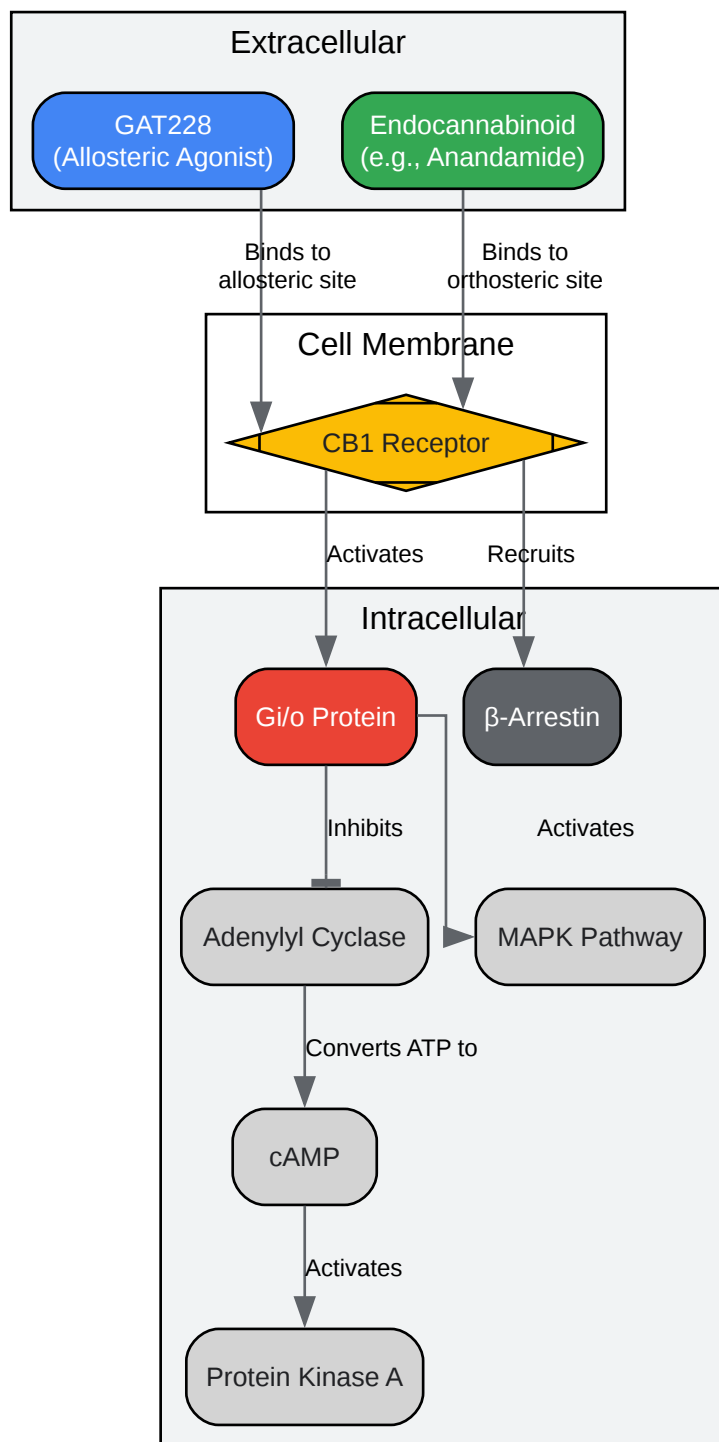 Extracellular
GAT228
(Allosteric Agonist)
Endocannabinoid
(e.g., Anandamide)
Binds to
allosteric site
Binds to
orthosteric site
Cell Membrane
CB1 Receptor
Activates
Recruits
Intracellular
Gi/o Protein
β-Arrestin
Inhibits
Activates
Adenylyl Cyclase
MAPK Pathway
Converts ATP to
cAMP
Activates
Protein Kinase A